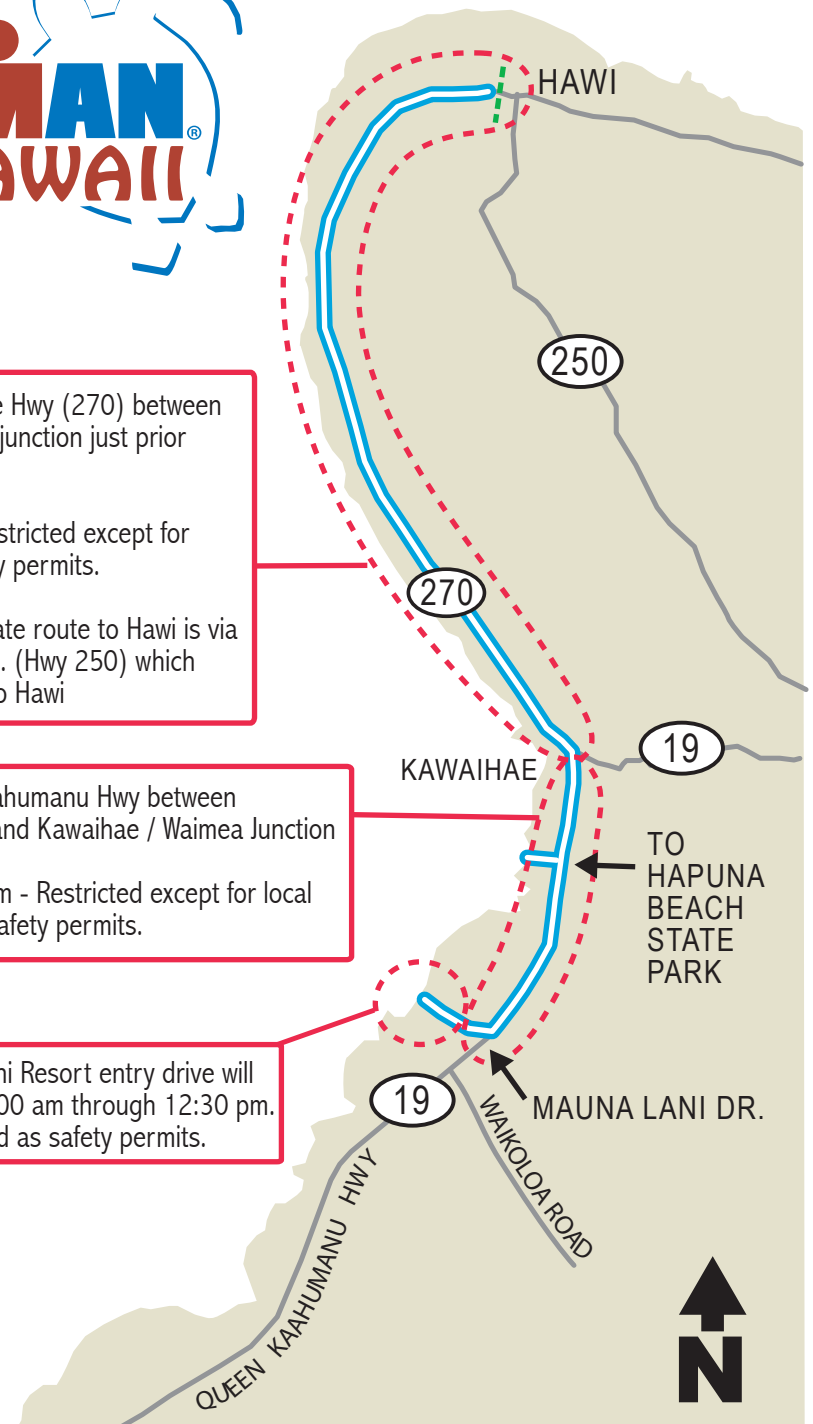 MAN®
AWAII
HAWI
250
Hwy (270) between
junction just prior
stricted except for
permits.
ate route to Hawi is via
. (Hwy 250) which
o Hawi
270
19
KAWAIHAE
ahumanu Hwy between
and Kawaihae / Waimea Junction
m - Restricted except for local
afety permits.
TO
HAPUNA
BEACH
STATE
PARK
ni Resort entry drive will
00 am through 12:30 pm.
d as safety permits.
19
MAUNA LANI DR.
WAIKOLOA ROAD
QUEEN KAAHUMANU HWY
N